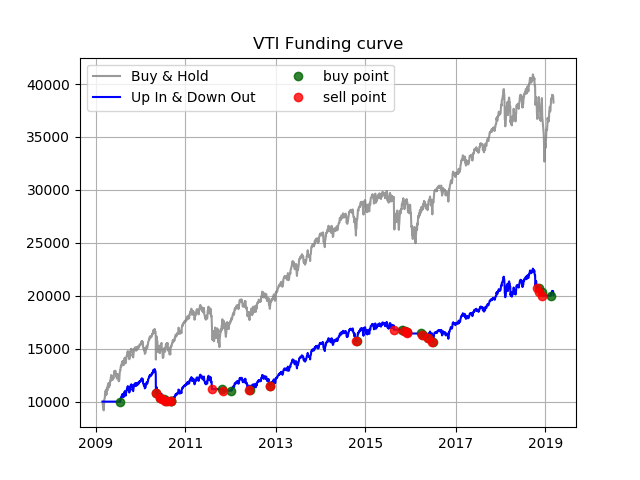 VTI Funding curve
Buy & Hold
Up In & Down Out
buy point
sell point
40000
35000
30000
25000
20000
15000
10000
2009 2011 2013 2015 2017 2019